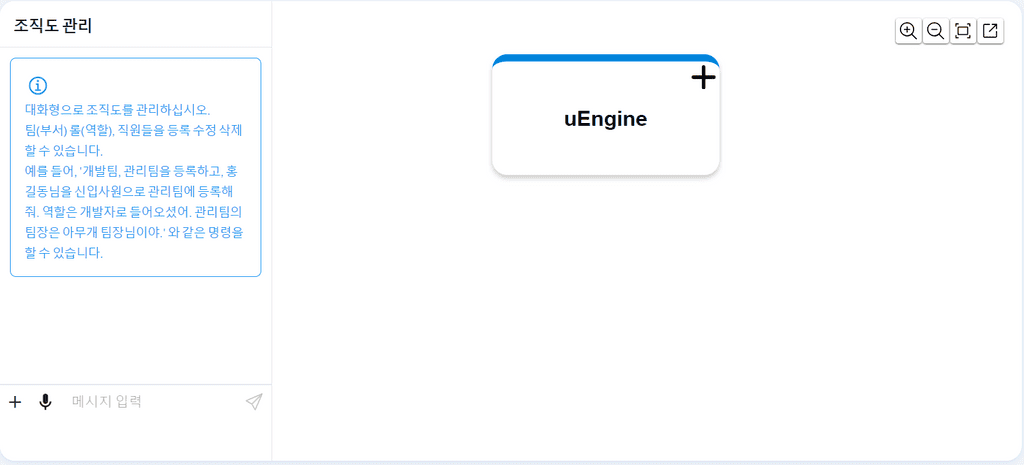 조직도 관리
대화형으로 조직도를 관리하십시오.
팀(부서) 롤(역할), 직원들을 등록 수정 삭제
할 수 있습니다.
예를 들어, '개발팀, 관리팀을 등록하고, 홍
길동님을 신입사원으로 관리팀에 등록해
줘. 역할은 개발자로 들어오셨어. 관리팀의
팀장은 아무개 팀장님이야.' 와 같은 명령을
할 수 있습니다.
메시지 입력
uEngine